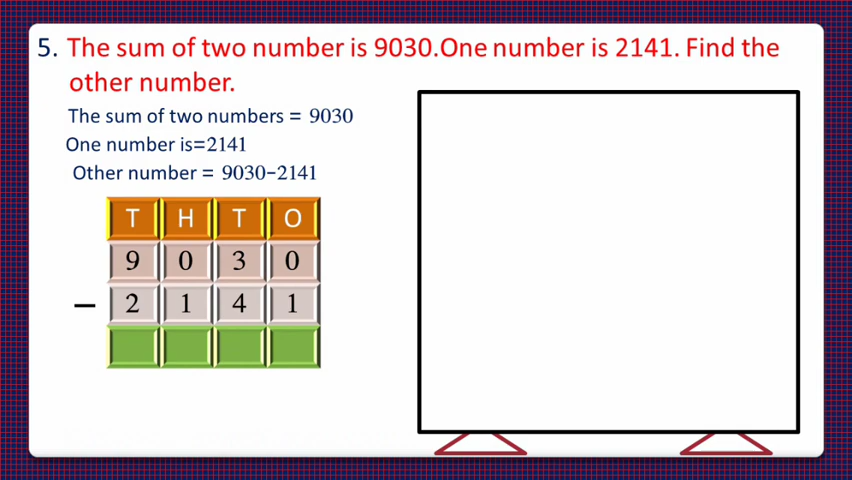 5. The sum of two number is 9030.One number is 2141. Find the
other number.
The sum of two numbers = 9030
One number is=2141
Other number = 9030-2141
T H T O
9 0 3 0
- 2 1 4 1